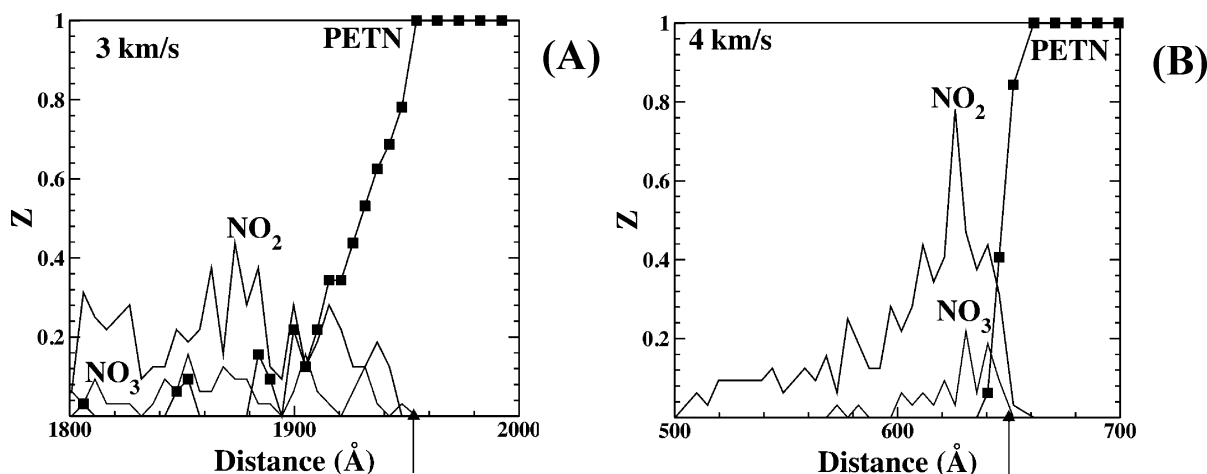 1
3 km/s
PETN
(A)
0.8
0.6
Z
NO2
0.4
0.2
NO3
1800
1900
2000
Distance (Å)
1
4 km/s
PETN
(B)
NO2
0.8
0.6
Z
0.4
NO3
0.2
500
600
700
Distance (Å)